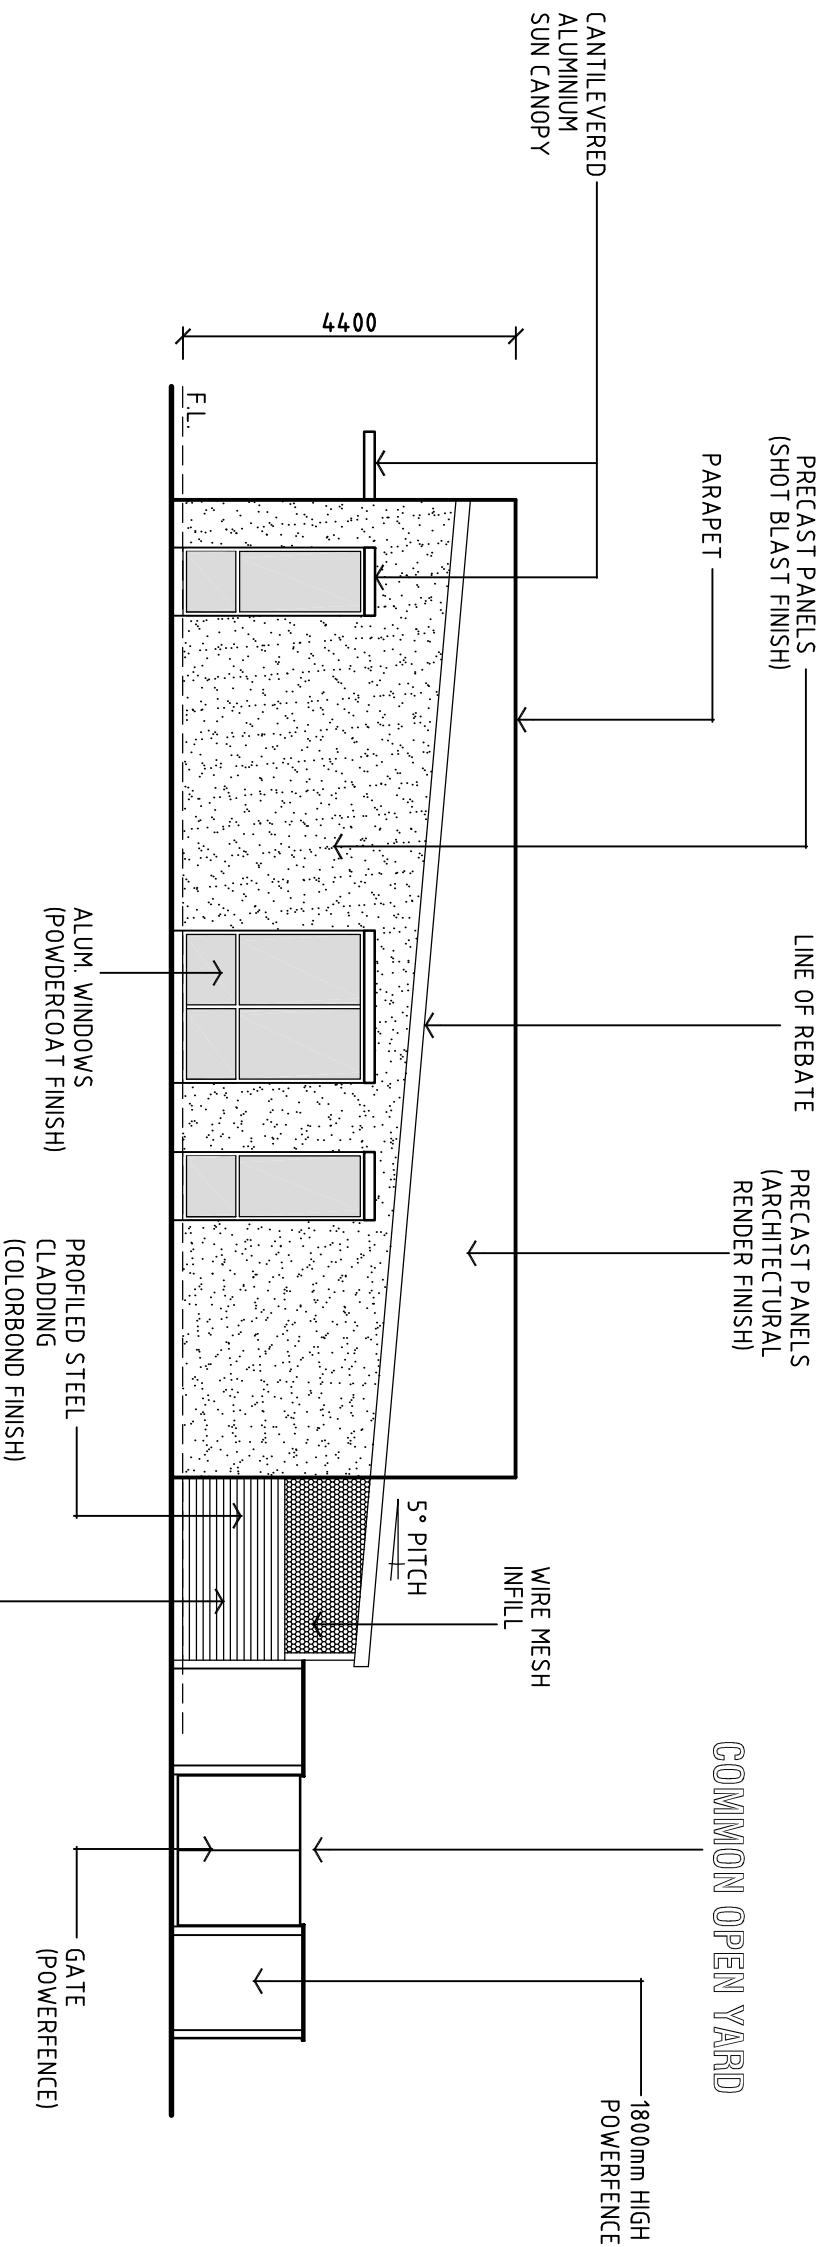 CANTILEVERED
ALUMINIUM
SUN CANOPY
4400
F.L.
PRECAST PANELS
(SHOT BLAST FINISH)
PARAPET
LINE OF REBATE
PRECAST PANELS
(ARCHITECTURAL
RENDER FINISH)
ALUM. WINDOWS
(POWDERCOAT FINISH)
PROFILED STEEL
CLADDING
(COLORBOND FINISH)
5° PITCH
WIRE MESH
INFILL
COMMON OPEN YARD
GATE
(POWERFENCE)
1800mm HIGH
POWERFENCE